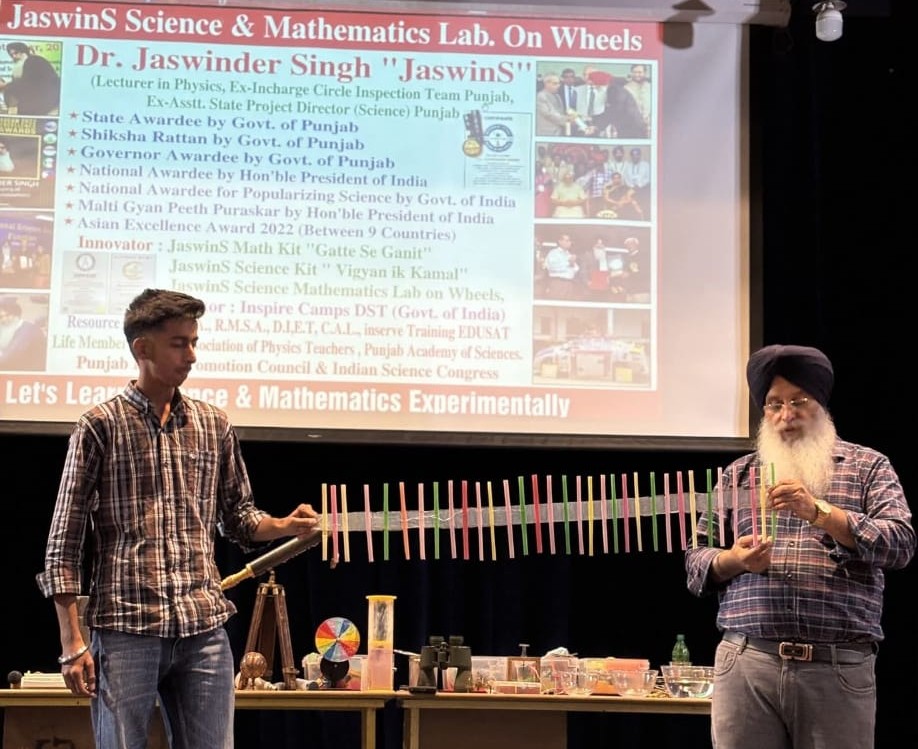 JaswinS Science & Mathematics Lab. On Wheels
Dr. Jaswinder Singh "JaswinS"
(Lecturer in Physics, Ex-Incharge Circle Inspection Team Punjab,
Ex-Asstt. State Project Director (Science) Punjab
* State Awardee by Govt. of Punjab
* Shiksha Rattan by Govt. of Punjab
* Governor Awardee by Govt. of Punjab
* National Awardee by Hon'ble President of India
* National Awardee for Popularizing Science by Govt. of India
* Malti Gyan Peeth Puraskar by Hon'ble President of India
* Asian Excellence Award 2022 (Between 9 Countries)
Innovator : JaswinS Math Kit "Gatte Se Ganit"
JaswinS Science Kit " Vigyan ik Kamal"
JaswinS Science Mathematics Lab on Wheels,
or : Inspire Camps DST (Govt. of India)
Resource R.M.S.A., D.I.E.T, C.A.L., inserve Training EDUSAT
Life Membe ociation of Physics Teachers , Punjab Academy of Sciences.
Punjab omotion Council & Indian Science Congress
Let's Lear nce & Mathematics Experimentally